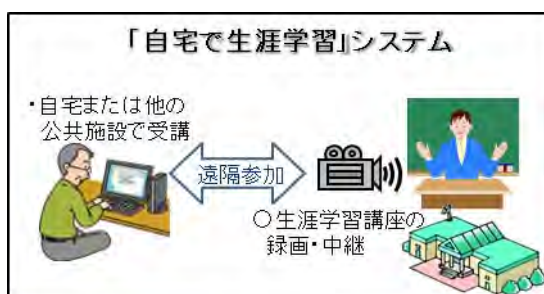 「自宅で生涯学習」システム
・自宅または他の
公共施設で受講
遠隔参加
○生涯学習講座の
録画・中継